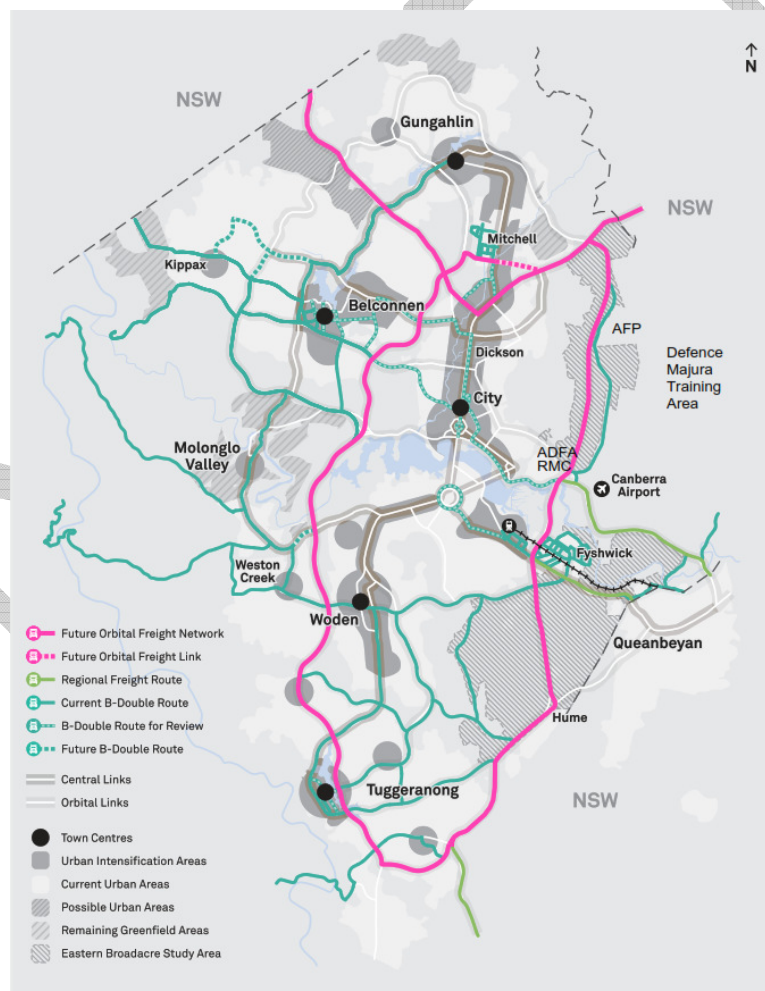 N
NSW
Gungahlin
NSW
Mitchell
Kippax
Belconnen
AFP
Dickson
Defence
Majura
Training
Area
City
Molonglo
Valley
ADFA
RMC
Canberra
Airport
Fyshwick
Weston
Creek
Woden
Queanbeyan
Hume
Tuggeranong
NSW
Future Orbital Freight Network
Future Orbital Freight Link
Regional Freight Route
Current B-Double Route
B-Double Route for Review
Future B-Double Route
Central Links
Orbital Links
Town Centres
Urban Intensification Areas
Current Urban Areas
Possible Urban Areas
Remaining Greenfield Areas
Eastern Broadacre Study Area